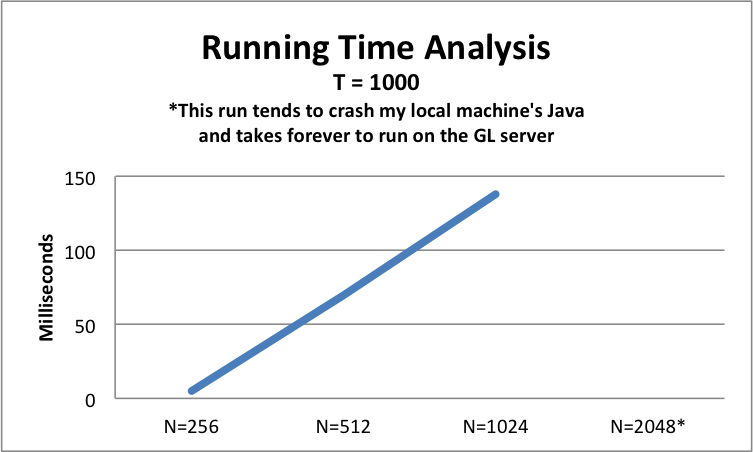 Running Time Analysis
T = 1000
*This run tends to crash my local machine's Java
and takes forever to run on the GL server
150
100
50
0
Milliseconds
N=256 N=512 N=1024 N=2048*